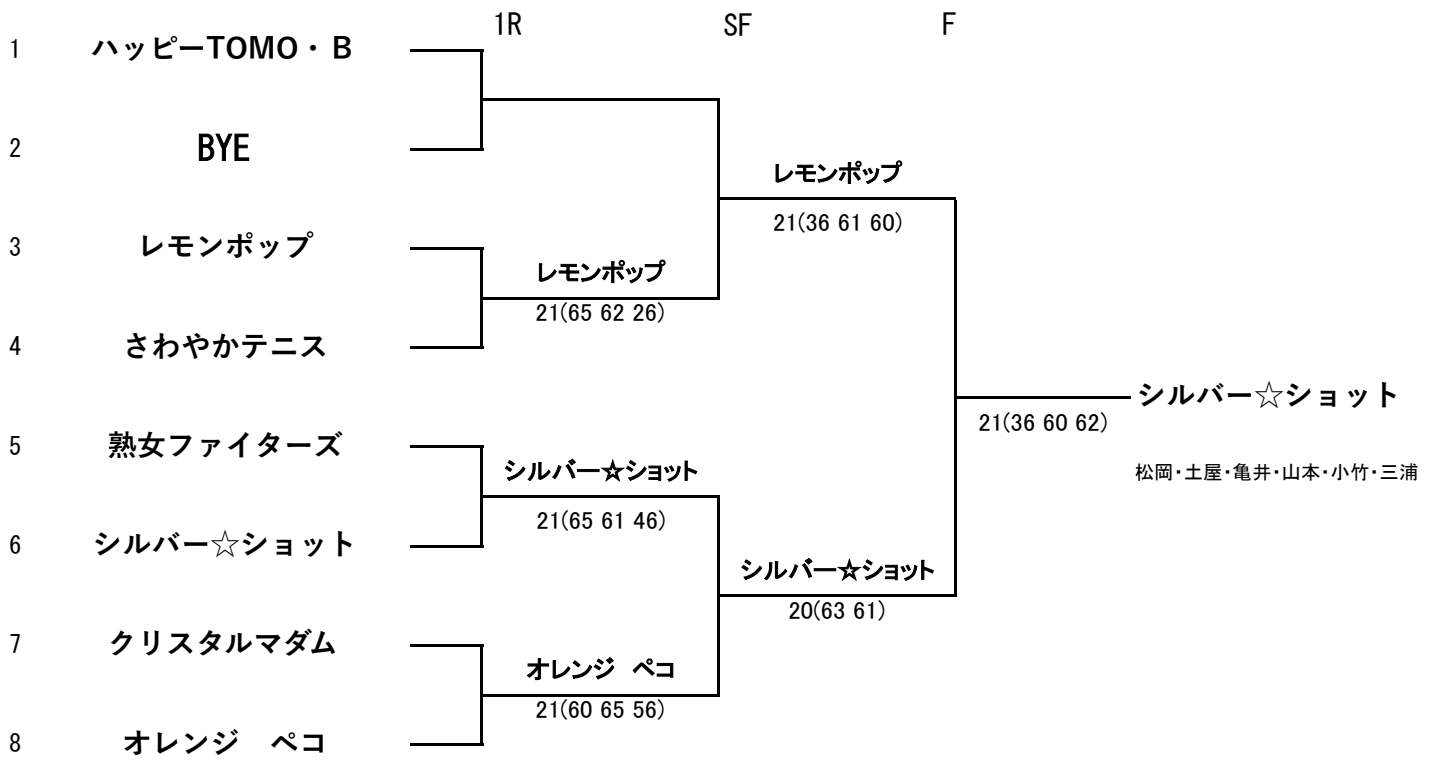 1R SF F
1 ハッピーTOMO・B
2 BYE
レモンポップ
21(36 61 60)
3 レモンポップ
レモンポップ
21(65 62 26)
4 さわやかテニス
シルバー☆ショット
21(36 60 62)
5 熟女ファイターズ
シルバー☆ショット
松岡・土屋・亀井・山本・小竹・三浦
21(65 61 46)
6 シルバー☆ショット
シルバー☆ショット
20(63 61)
7 クリスタルマダム
オレンジ　ペコ
21(60 65 56)
8 オレンジ　ペコ